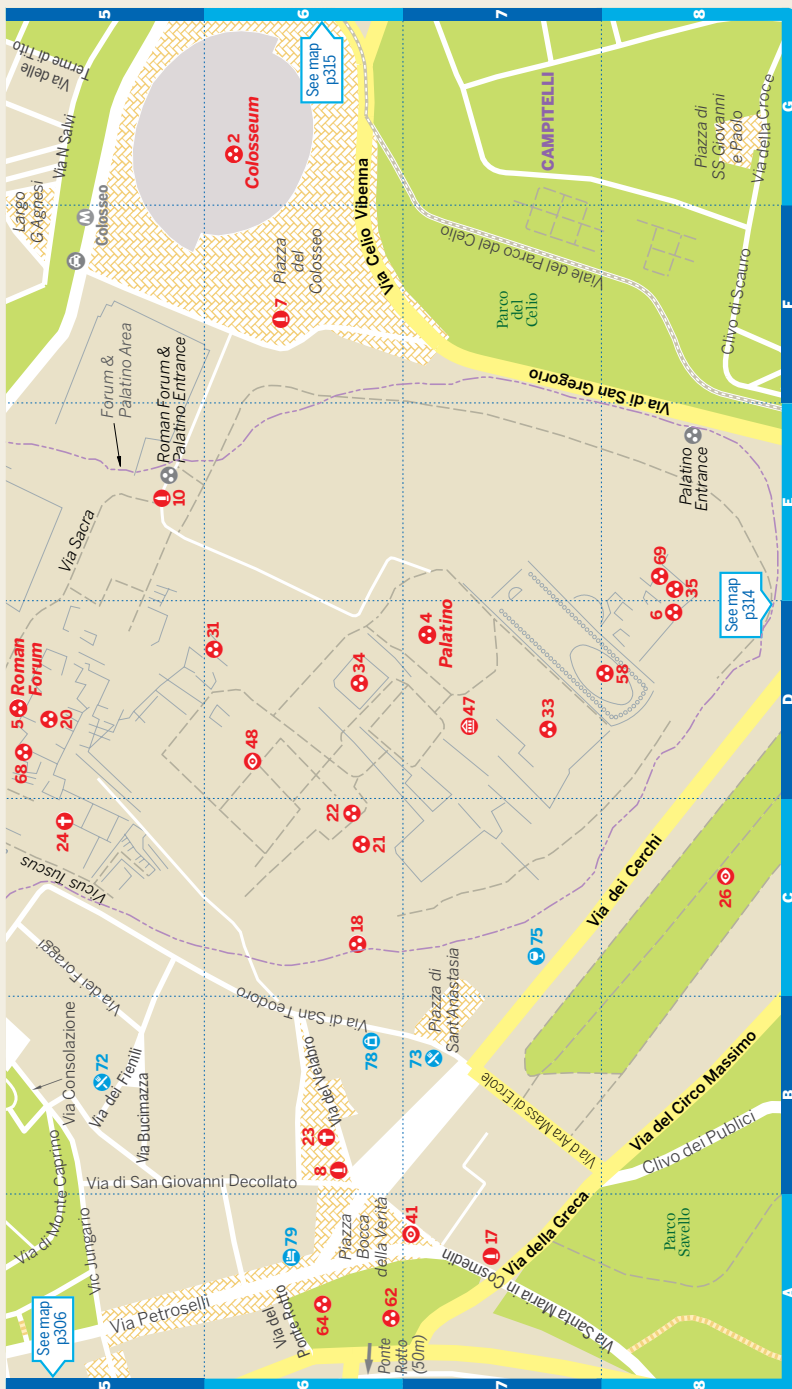 5
6
7
8
See map
p306
Via di Monte Caprino
Vic Jungario
Via Petroselli
Via Consolazione
72
Via dei Fienili
Via Bucimazza
Via dei Foraggi
Via di San Giovanni Decollato
Vicus Tuscus
24
68
5 Roman
Forum
20
31
Via Sacra
Forum &
Palatino Area
10
Roman Forum &
Palatino Entrance
Largo
G Agnesi
Via N Salvi
Via delle
Terme di Tito
M
Colosseo
79
Via del
Ponte Rotto
64
62
Ponte
Rotto
(50m)
Piazza
Bocca
della Verità
8
23
Via del Velabro
78
Via di San Teodoro
18
21
22
48
34
7
Piazza
del
Colosseo
2
Colosseum
See map
p315
Via Celio Vibenna
41
17
Via Santa Maria in Cosmedin
Via della Greca
73
Piazza di
Sant'Anastasia
75
Via d Ara Mass di Ercole
4
Palatino
47
33
58
Via di San Gregorio
Parco
del
Celio
Viale del Parco del Celio
CAMPITELLI
Parco
Savello
Clivo dei Publici
Via del Circo Massimo
Via dei Cerchi
26
See map
p314
6
35
69
Palatino
Entrance
Clivo di Scauro
Piazza di
SS Giovanni
e Paolo
Via della Croce
A
B
C
D
E
F
G
5
6
7
8